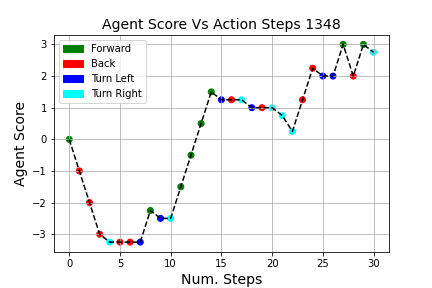 Agent Score Vs Action Steps 1348
Forward
Back
Turn Left
Turn Right
Agent Score
3
2
1
0
−1
−2
−3
0 5 10 15 20 25 30
Num. Steps